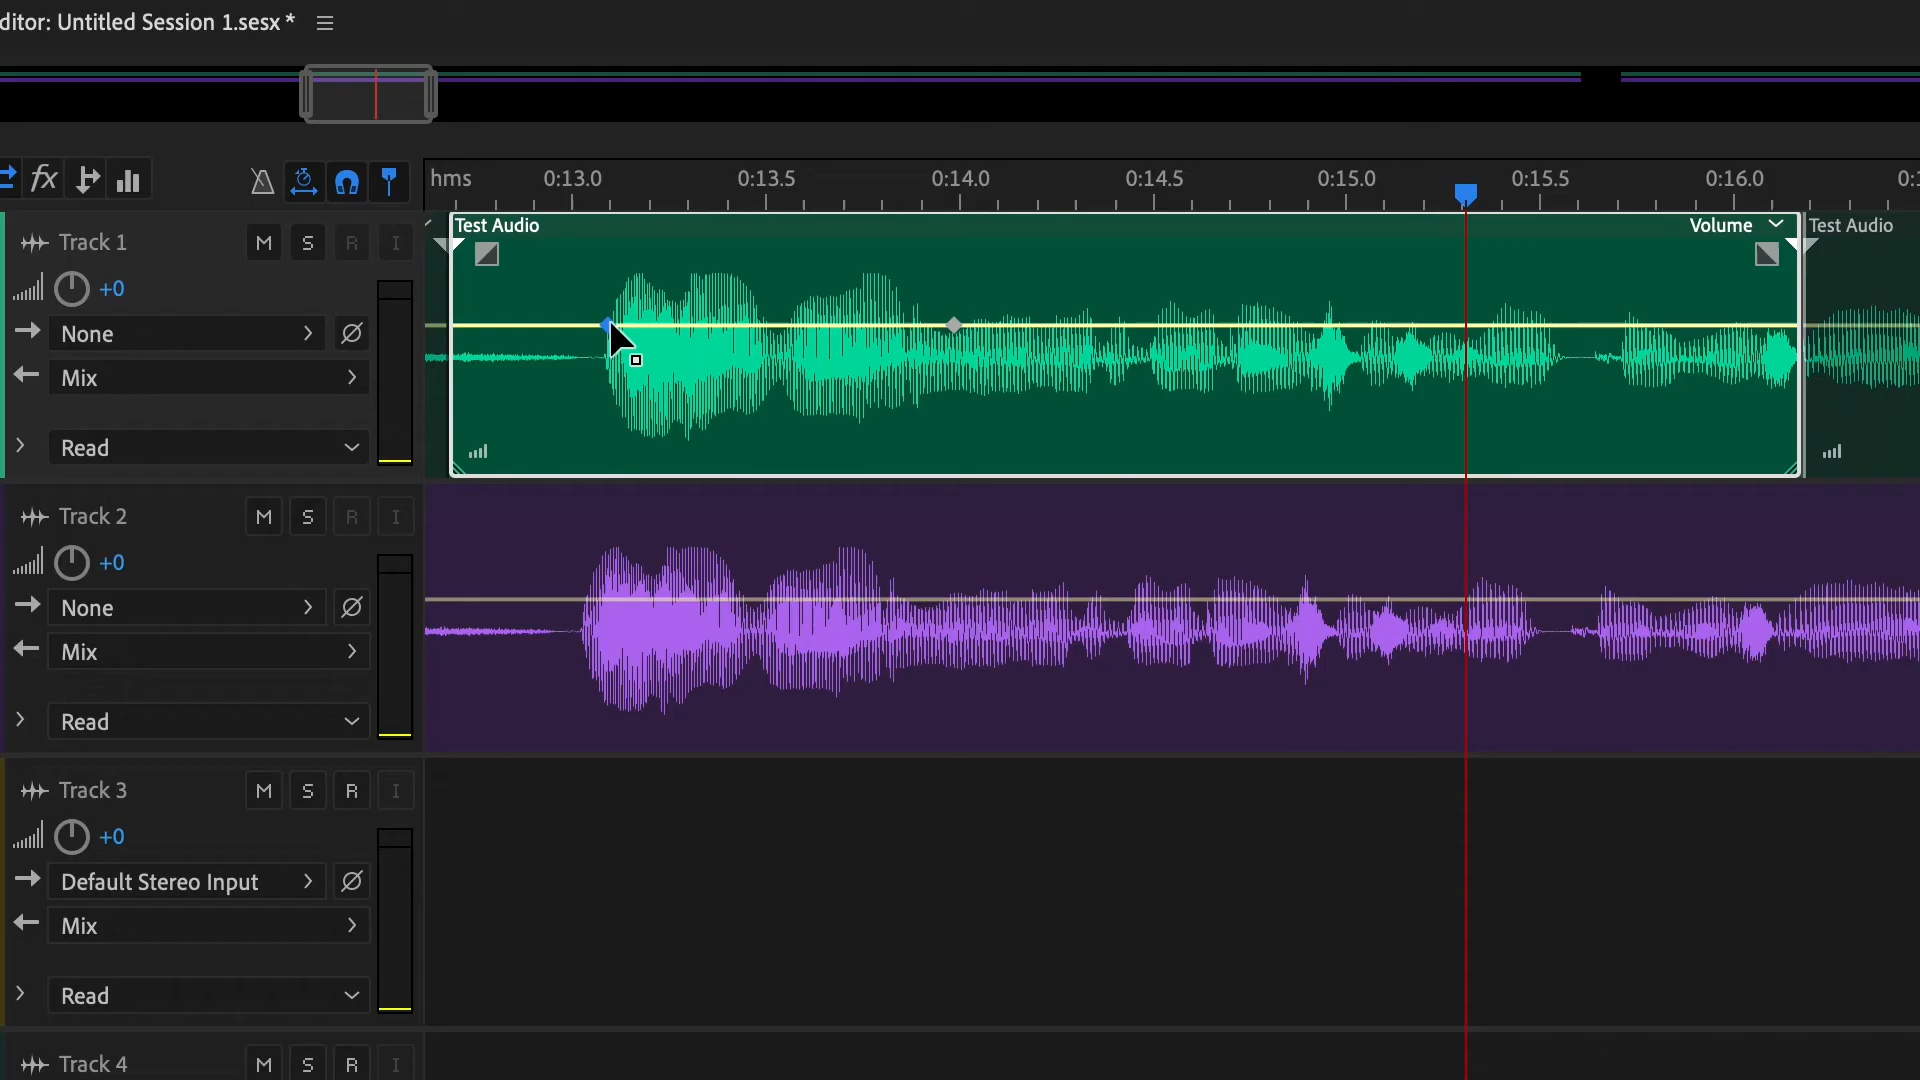 ditor: Untitled Session 1.sesx *
fx
hms 0:13.0 0:13.5 0:14.0 0:14.5 0:15.0 0:15.5 0:16.0 0:1
Test Audio Volume Test Audio
Track 1 M S R I
+0
None
Mix
Read
Track 2 M S R I
+0
None
Mix
Read
Track 3 M S R I
+0
Default Stereo Input
Mix
Read
Track 4 M S R I